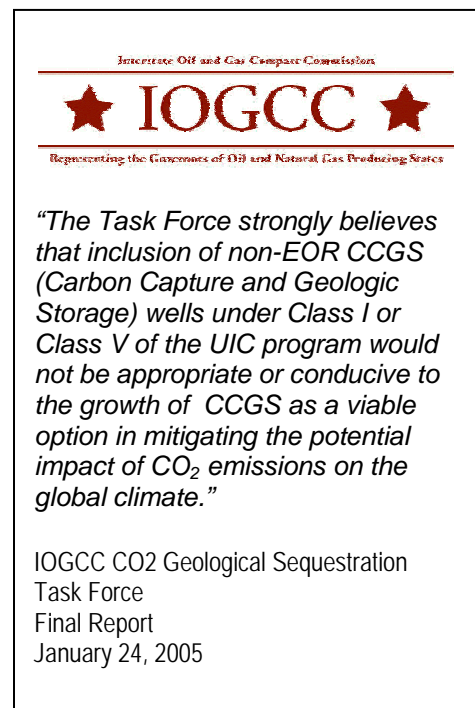 Interstate Oil and Gas Compact Commission
IOGCC
Representing the Governors of Oil and Natural Gas Producing States
“The Task Force strongly believes
that inclusion of non-EOR CCGS
(Carbon Capture and Geologic
Storage) wells under Class I or
Class V of the UIC program would
not be appropriate or conducive to
the growth of  CCGS as a viable
option in mitigating the potential
impact of CO₂ emissions on the
global climate.”
IOGCC CO2 Geological Sequestration
Task Force
Final Report
January 24, 2005